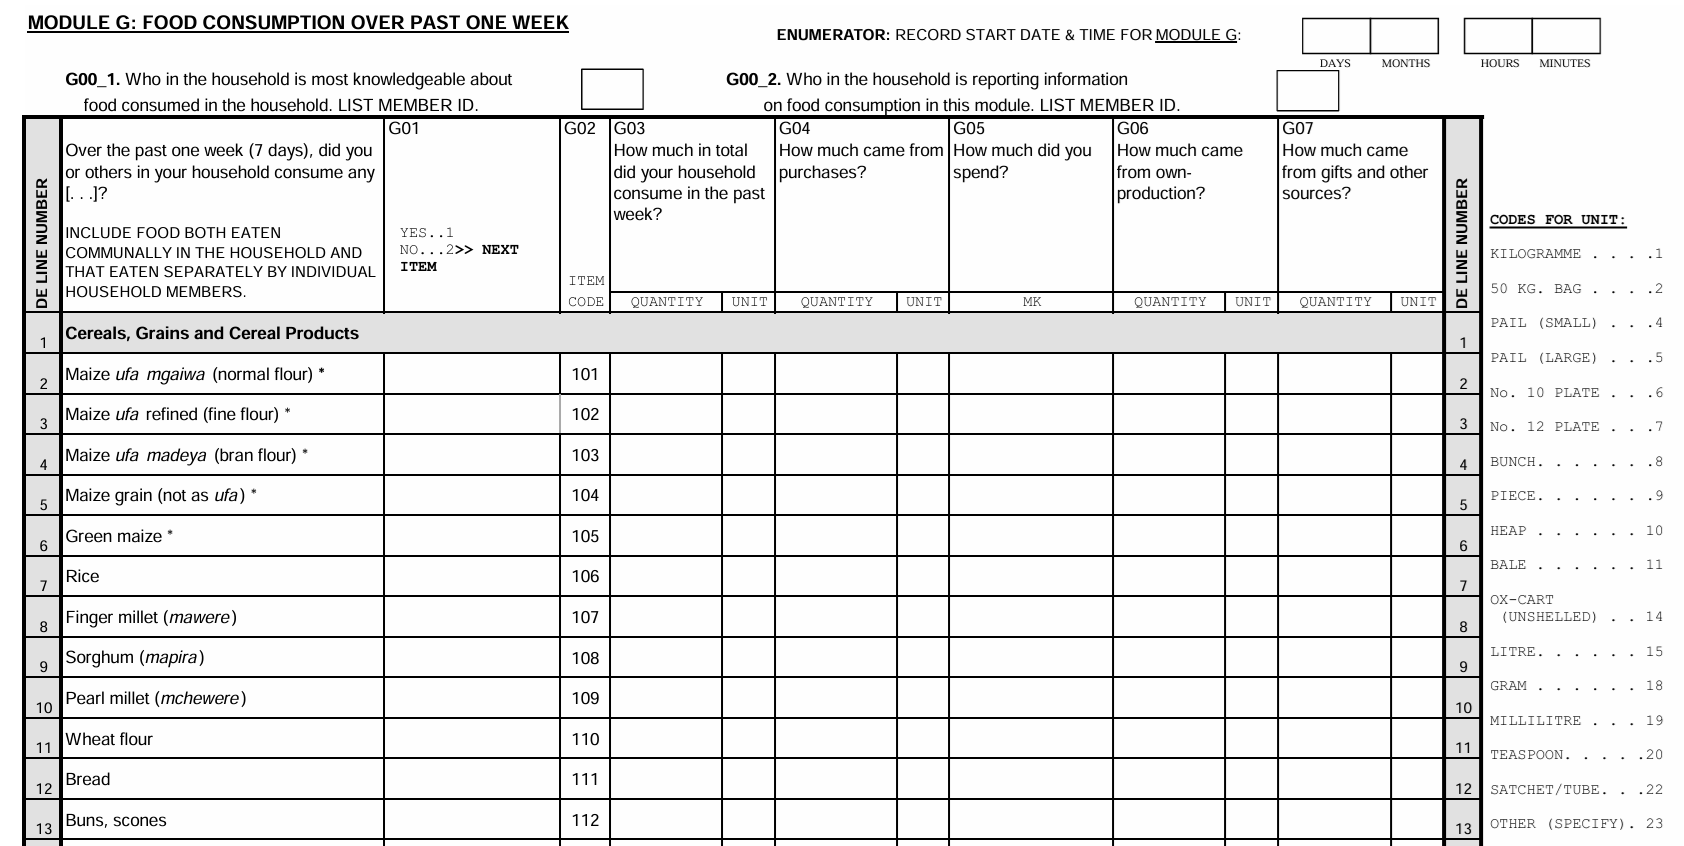 MODULE G: FOOD CONSUMPTION OVER PAST ONE WEEK
ENUMERATOR: RECORD START DATE & TIME FOR MODULE G:
DAYS MONTHS HOURS MINUTES
G00_1. Who in the household is most knowledgeable about
food consumed in the household. LIST MEMBER ID.
G00_2. Who in the household is reporting information
on food consumption in this module. LIST MEMBER ID.
DE LINE NUMBER
Over the past one week (7 days), did you
or others in your household consume any
[. . .]?
INCLUDE FOOD BOTH EATEN
COMMUNALLY IN THE HOUSEHOLD AND
THAT EATEN SEPARATELY BY INDIVIDUAL
HOUSEHOLD MEMBERS.
G01
YES..1
NO...2>> NEXT
ITEM
G02
ITEM
CODE
G03
How much in total
did your household
consume in the past
week?
QUANTITY UNIT
G04
How much came from
purchases?
QUANTITY UNIT
G05
How much did you
spend?
MK
G06
How much came
from own-
production?
QUANTITY UNIT
G07
How much came
from gifts and other
sources?
QUANTITY UNIT
DE LINE NUMBER
1 Cereals, Grains and Cereal Products 1
2 Maize ufa mgaiwa (normal flour) * 101 2
3 Maize ufa refined (fine flour) * 102 3
4 Maize ufa madeya (bran flour) * 103 4
5 Maize grain (not as ufa) * 104 5
6 Green maize * 105 6
7 Rice 106 7
8 Finger millet (mawere) 107 8
9 Sorghum (mapira) 108 9
10 Pearl millet (mchewere) 109 10
11 Wheat flour 110 11
12 Bread 111 12
13 Buns, scones 112 13
CODES FOR UNIT:
KILOGRAMME . . . .1
50 KG. BAG . . . .2
PAIL (SMALL) . . .4
PAIL (LARGE) . . .5
No. 10 PLATE . . .6
No. 12 PLATE . . .7
BUNCH. . . . . . .8
PIECE. . . . . . .9
HEAP . . . . . . 10
BALE . . . . . . 11
OX-CART
(UNSHELLED) . . 14
LITRE. . . . . . 15
GRAM . . . . . . 18
MILLILITRE . . . 19
TEASPOON. . . . .20
SATCHET/TUBE. . .22
OTHER (SPECIFY). 23